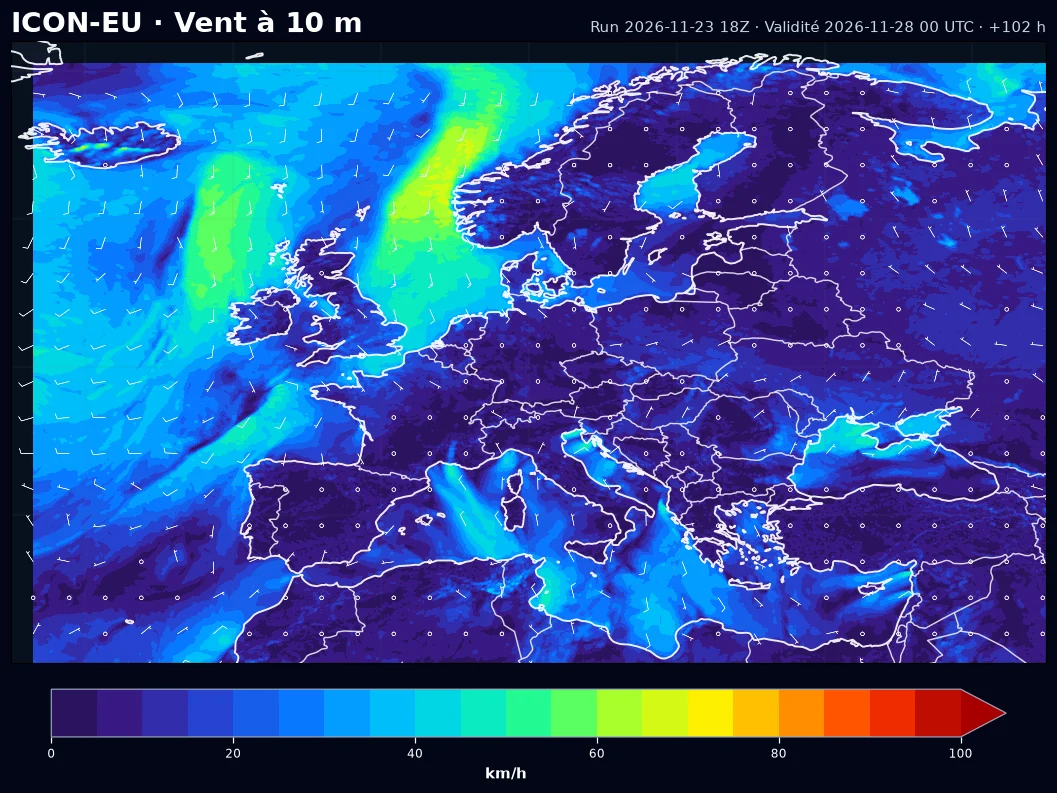 ICON-EU · Vent à 10 m
Run 2026-11-23 18Z · Validité 2026-11-28 00 UTC · +102 h
0 20 40 60 80 100
km/h